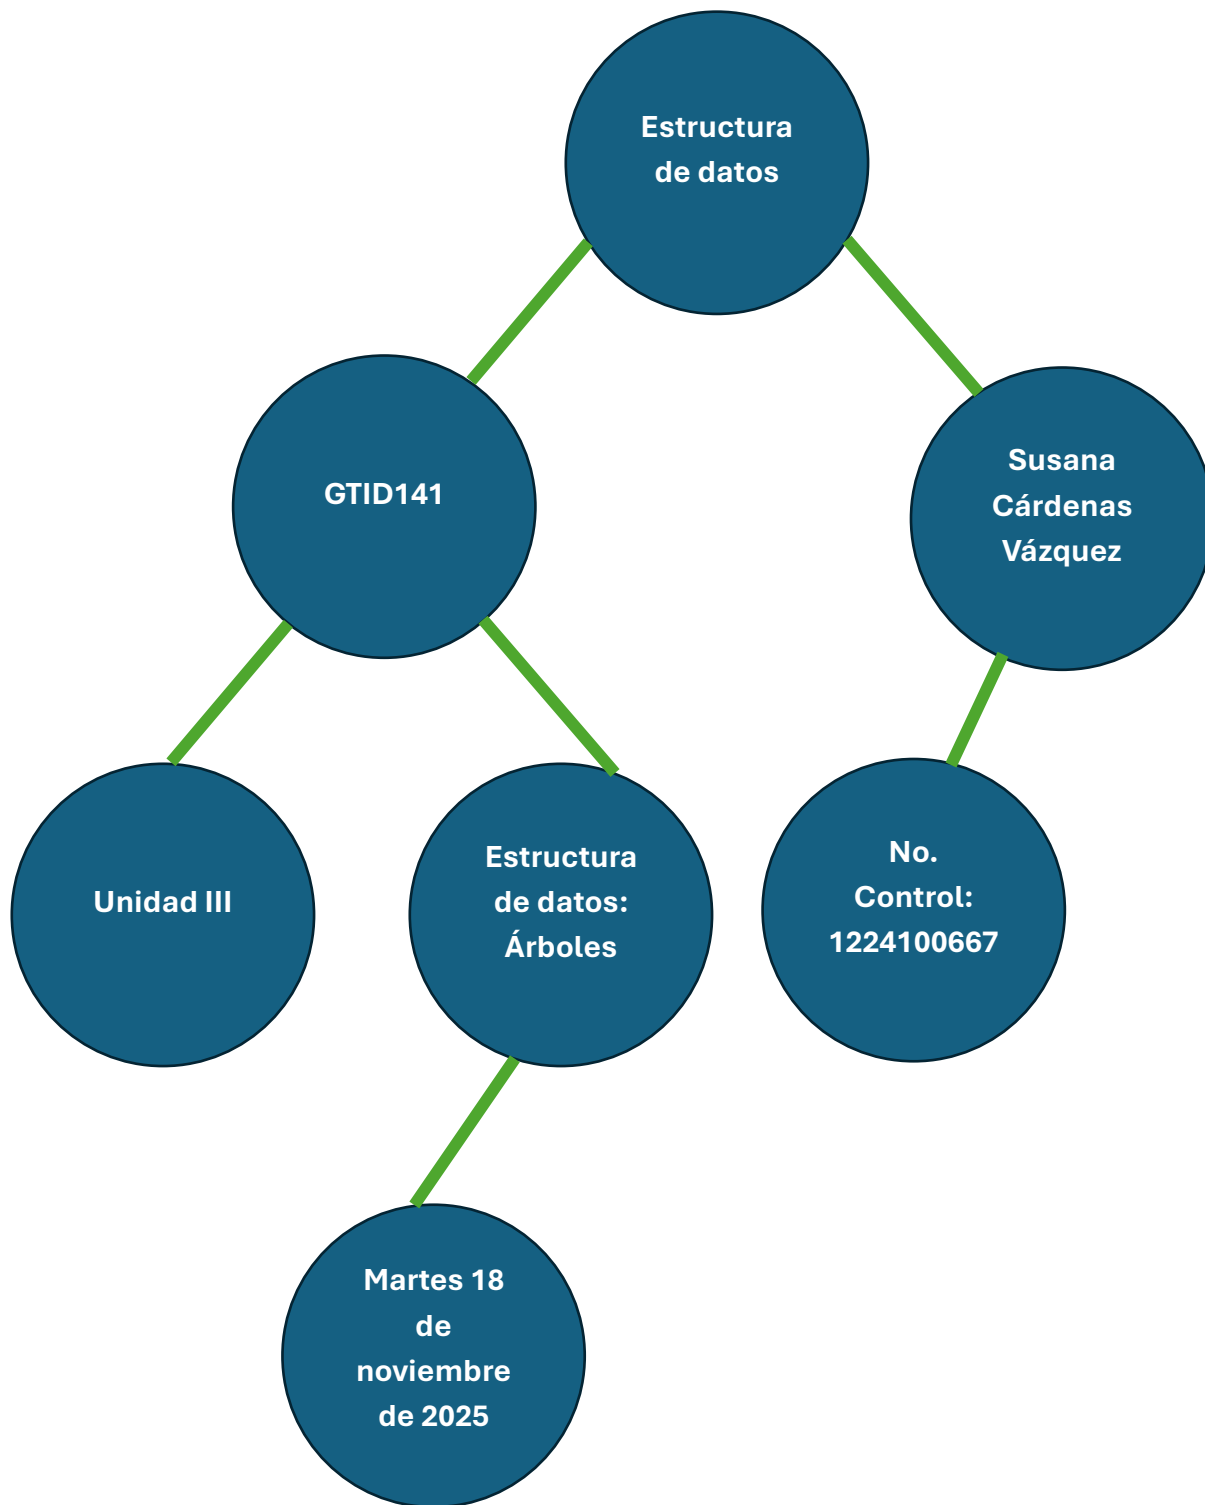 Estructura
de datos
GTID141
Susana
Cárdenas
Vázquez
Unidad III
Estructura
de datos:
Árboles
No.
Control:
1224100667
Martes 18
de
noviembre
de 2025